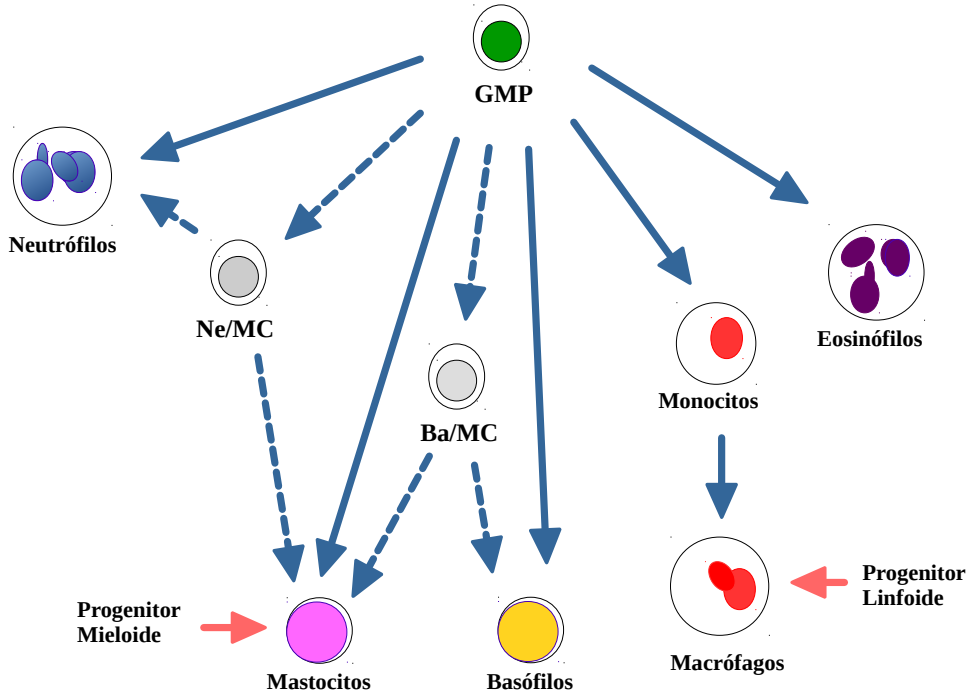 GMP
Neutrófilos
Ne/MC
Eosinófilos
Monocitos
Ba/MC
Progenitor
Mieloide
Progenitor
Linfoide
Mastocitos
Basófilos
Macrófagos